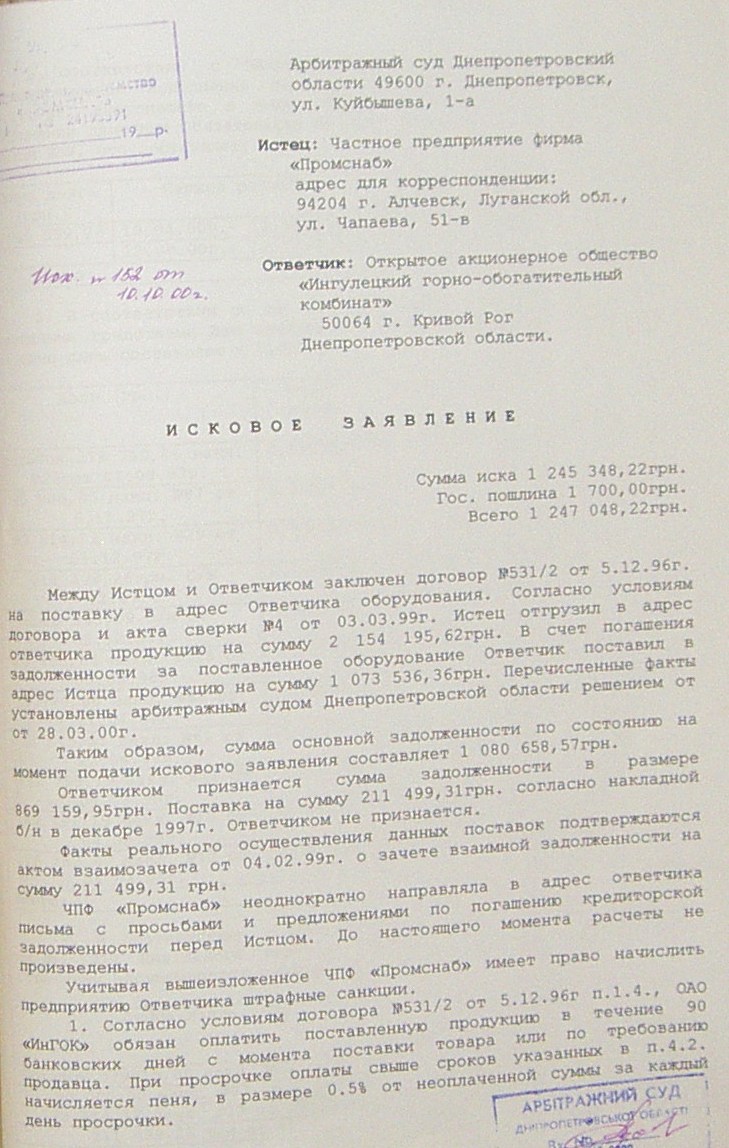 МСТВО
19__р.
Арбитражный суд Днепропетровский
области 49600 г. Днепропетровск,
ул. Куйбышева, 1-а
Истец: Частное предприятие фирма
«Промснаб»
адрес для корреспонденции:
94204 г. Алчевск, Луганской обл.,
ул. Чапаева, 51-в
Исх. н 152 от
10.10.00г.
Ответчик: Открытое акционерное общество
«Ингулецкий горно-обогатительный
комбинат»
50064 г. Кривой Рог
Днепропетровской области.
ИСКОВОЕ ЗАЯВЛЕНИЕ
Сумма иска 1 245 348,22грн.
Гос. пошлина 1 700,00грн.
Всего 1 247 048,22грн.
Между Истцом и Ответчиком заключен договор №531/2 от 5.12.96г.
на поставку в адрес Ответчика оборудования. Согласно условиям
договора и акта сверки №4 от 03.03.99г. Истец отгрузил в адрес
ответчика продукцию на сумму 2 154 195,62грн. В счет погашения
задолженности за поставленное оборудование Ответчик поставил в
адрес Истца продукцию на сумму 1 073 536,36грн. Перечисленные факты
установлены арбитражным судом Днепропетровской области решением от
от 28.03.00г.
Таким образом, сумма основной задолженности по состоянию на
момент подачи искового заявления составляет 1 080 658,57грн.
Ответчиком признается сумма задолженности в размере
869 159,95грн. Поставка на сумму 211 499,31грн. согласно накладной
б/н в декабре 1997г. Ответчиком не признается.
Факты реального осуществления данных поставок подтверждаются
актом взаимозачета от 04.02.99г. о зачете взаимной задолженности на
сумму 211 499,31 грн.
ЧПФ «Промснаб» неоднократно направляла в адрес ответчика
письма с просьбами и предложениями по погашению кредиторской
задолженности перед Истцом. До настоящего момента расчеты не
произведены.
Учитывая вышеизложенное ЧПФ «Промснаб» имеет право начислить
предприятию Ответчика штрафные санкции.
1. Согласно условиям договора №531/2 от 5.12.96г п.1.4., ОАО
«ИнГОК» обязан оплатить поставленную продукцию в течение 90
банковских дней с момента поставки товара или по требованию
продавца. При просрочке оплаты свыше сроков указанных в п.4.2.
начисляется пеня, в размере 0.5% от неоплаченной суммы за каждый
день просрочки.
АРБІТРАЖНИЙ СУД
ДНІПРОПЕТРОВСЬКОЇ ОБЛАСТІ
Вх. №